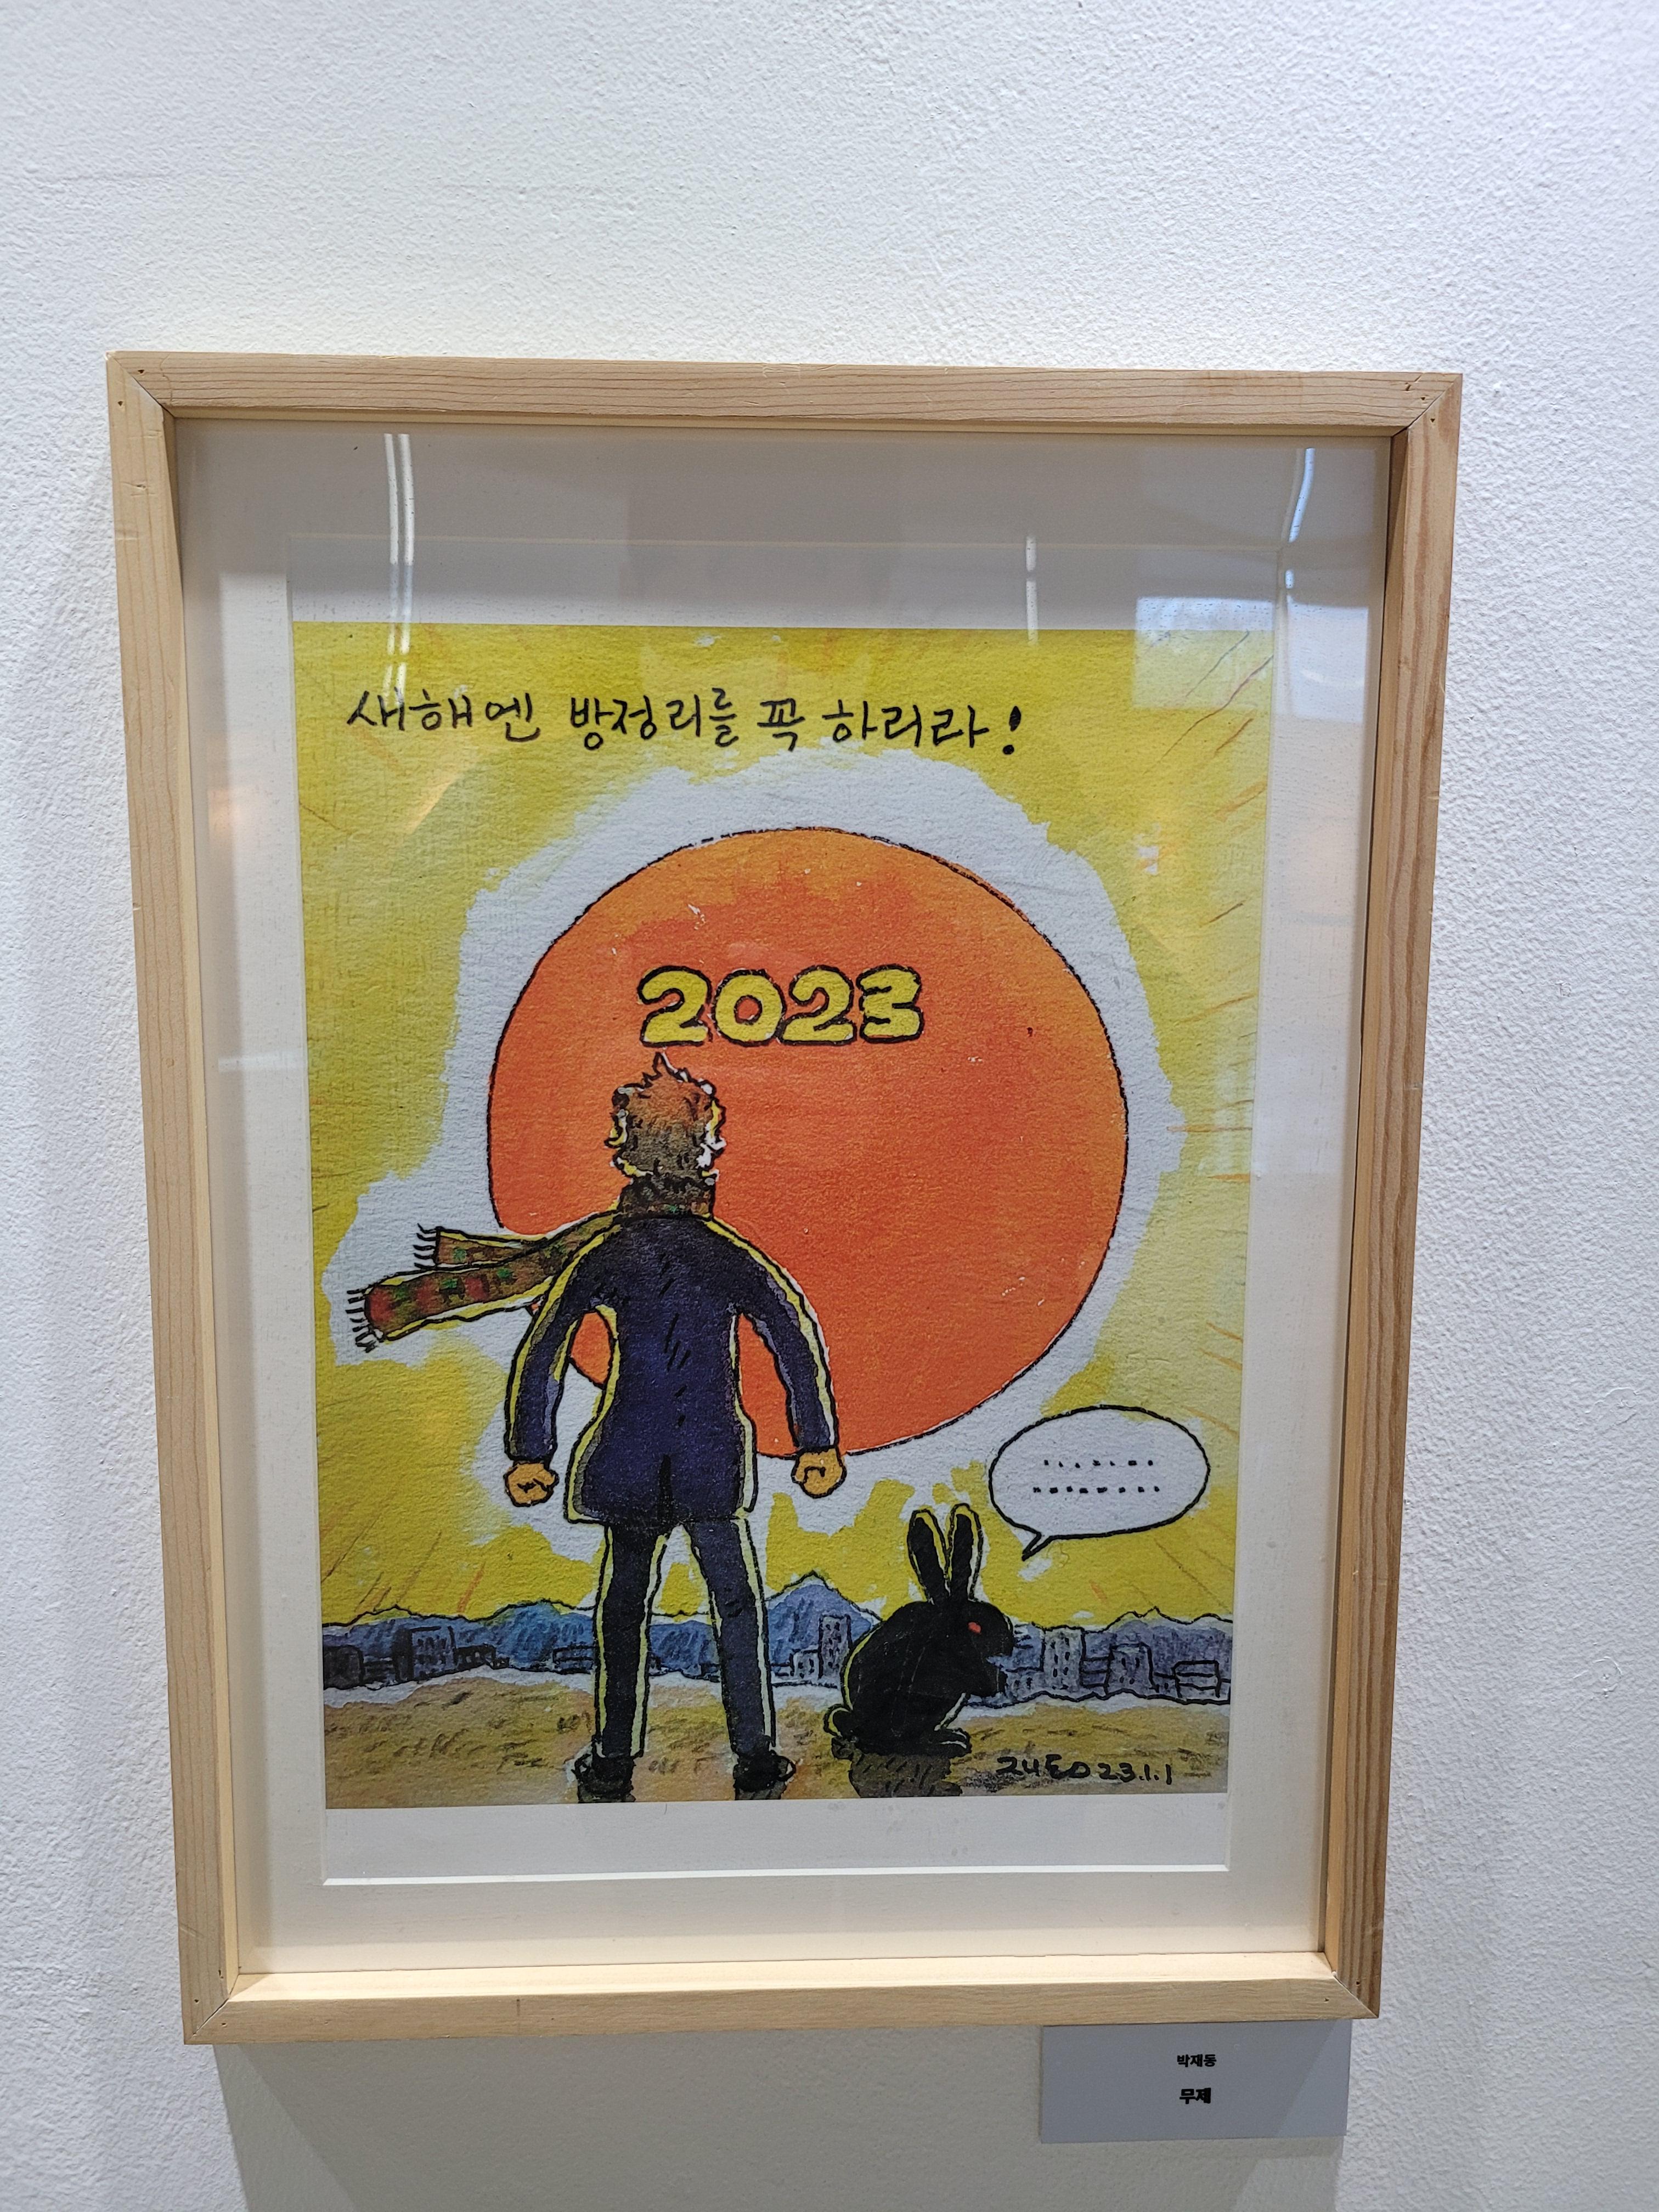 새해엔 방정리를 꼭 하리라!
2023
23.1.1
박재동
무제